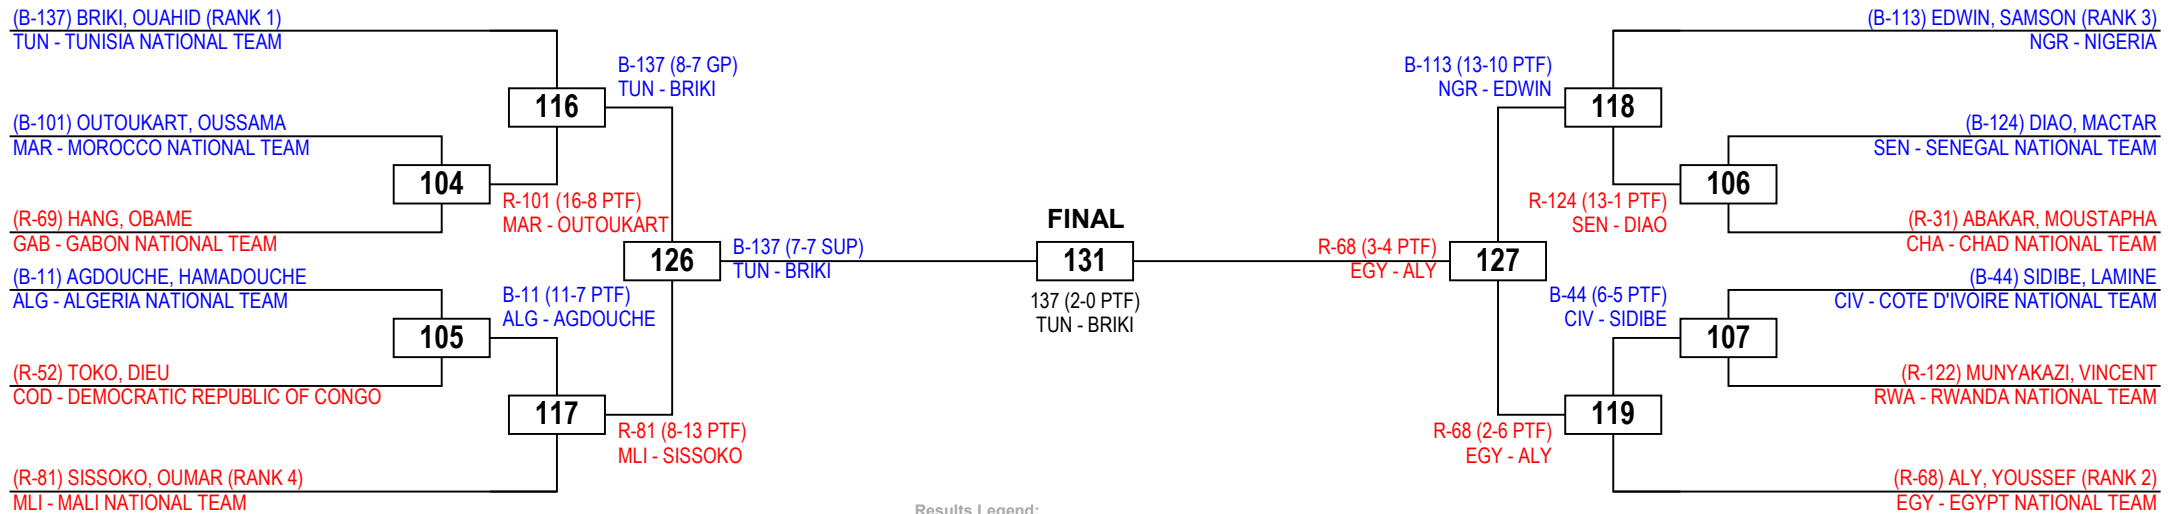 (B-137) BRIKI, OUAHID (RANK 1)
TUN - TUNISIA NATIONAL TEAM
(B-101) OUTOUKART, OUSSAMA
MAR - MOROCCO NATIONAL TEAM
(R-69) HANG, OBAME
GAB - GABON NATIONAL TEAM
(B-11) AGDOUCHE, HAMADOUCHE
ALG - ALGERIA NATIONAL TEAM
(R-52) TOKO, DIEU
COD - DEMOCRATIC REPUBLIC OF CONGO
(R-81) SISSOKO, OUMAR (RANK 4)
MLI - MALI NATIONAL TEAM
104
105
R-101 (16-8 PTF)
MAR - OUTOUKART
B-11 (11-7 PTF)
ALG - AGDOUCHE
116
117
B-137 (8-7 GP)
TUN - BRIKI
R-81 (8-13 PTF)
MLI - SISSOKO
126
B-137 (7-7 SUP)
TUN - BRIKI
FINAL
131
137 (2-0 PTF)
TUN - BRIKI
Results Legend:
R-68 (3-4 PTF)
EGY - ALY
127
B-113 (13-10 PTF)
NGR - EDWIN
R-68 (2-6 PTF)
EGY - ALY
118
119
R-124 (13-1 PTF)
SEN - DIAO
B-44 (6-5 PTF)
CIV - SIDIBE
106
107
(B-113) EDWIN, SAMSON (RANK 3)
NGR - NIGERIA
(B-124) DIAO, MACTAR
SEN - SENEGAL NATIONAL TEAM
(R-31) ABAKAR, MOUSTAPHA
CHA - CHAD NATIONAL TEAM
(B-44) SIDIBE, LAMINE
CIV - COTE D'IVOIRE NATIONAL TEAM
(R-122) MUNYAKAZI, VINCENT
RWA - RWANDA NATIONAL TEAM
(R-68) ALY, YOUSSEF (RANK 2)
EGY - EGYPT NATIONAL TEAM